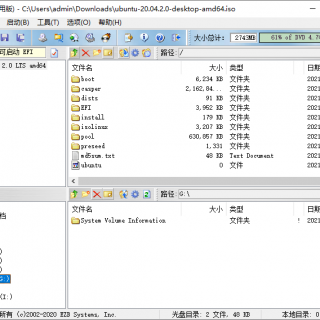 用版) - C:\Users\admin\Downloads\ubuntu-20.04.2.0-desktop-amd64.iso
启动(B) 工具(T) 选项(O) 帮助(H)
大小总计: 2743MB 61% of DVD 4.7
可启动 EFI 路径: /
2.0 LTS amd64
文件名 大小 类型 日期
boot 6,234 KB 文件夹 2021
casper 2,162,84... 文件夹 2021
dists 91 KB 文件夹 2021
EFI 3,952 KB 文件夹 2021
install 179 KB 文件夹 2021
isolinux 3,207 KB 文件夹 2021
pool 630,857 KB 文件夹 2021
preseed 1,331 文件夹 2021
md5sum.txt 48 KB Text Document 2021
ubuntu 0 文件 2021
路径: G:\
文件名 大小 类型 日期
System Volume Information 文件夹 ! 2021
档
(I:)
所有 (c)2002-2020 EZB Systems, Inc. 光盘目录: 2 文件, 48 KB 本地目录: 0